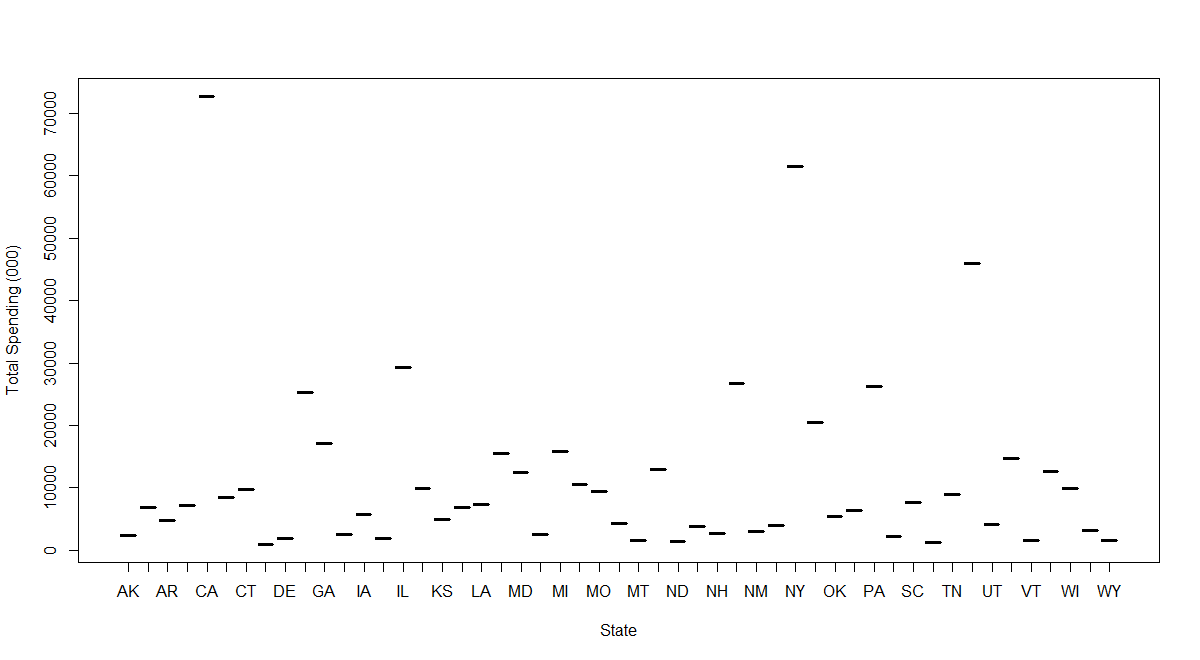 Total Spending (000)
70000
60000
50000
40000
30000
20000
10000
0
AK AR CA CT DE GA IA IL KS LA MD MI MO MT ND NH NM NY OK PA SC TN UT VT WI WY
State